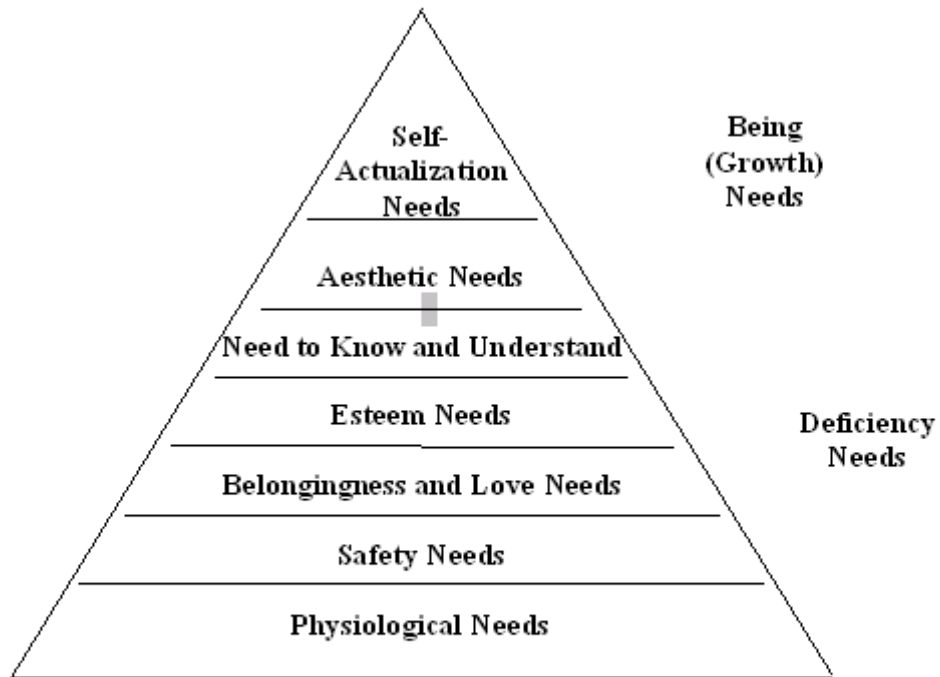 Self-
Actualization
Needs
Being
(Growth)
Needs
Aesthetic Needs
Need to Know and Understand
Esteem Needs
Deficiency
Needs
Belongingness and Love Needs
Safety Needs
Physiological Needs